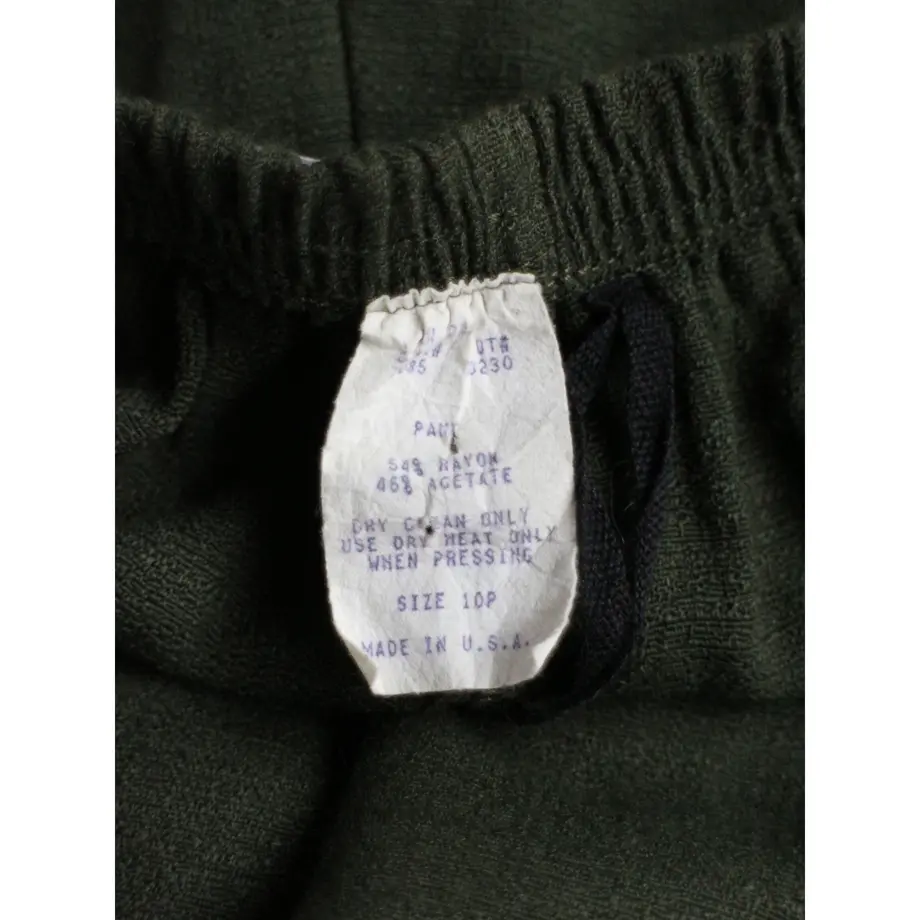 PANT
54% RAYON
46% ACETATE
DRY CLEAN ONLY
USE DRY HEAT ONLY
WHEN PRESSING
SIZE 10P
MADE IN U.S.A.